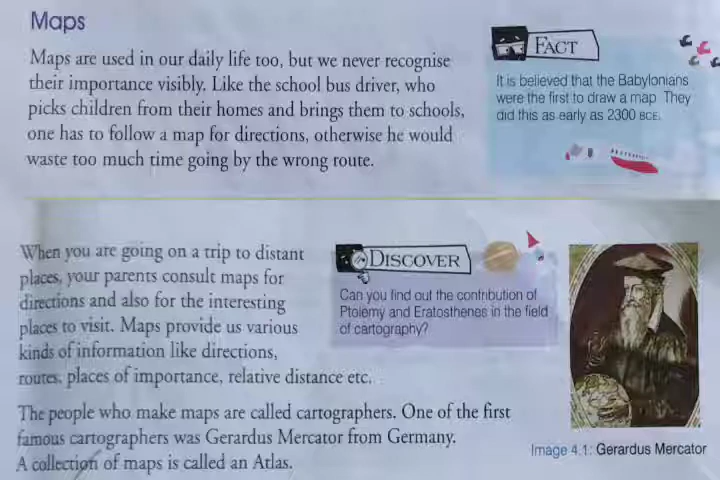 Maps
Maps are used in our daily life too, but we never recognise
their importance visibly. Like the school bus driver, who
picks children from their homes and brings them to schools,
one has to follow a map for directions, otherwise he would
waste too much time going by the wrong route.
FACT
It is believed that the Babylonians
were the first to draw a map They
did this as early as 2300 BCE.
When you are going on a trip to distant
places, your parents consult maps for
directions and also for the interesting
places to visit. Maps provide us various
kinds of information like directions,
routes, places of importance, relative distance etc.
DISCOVER
Can you find out the contribution of
Ptolemy and Eratosthenes in the field
of cartography?
The people who make maps are called cartographers. One of the first
famous cartographers was Gerardus Mercator from Germany.
A collection of maps is called an Atlas.
Image 4.1: Gerardus Mercator